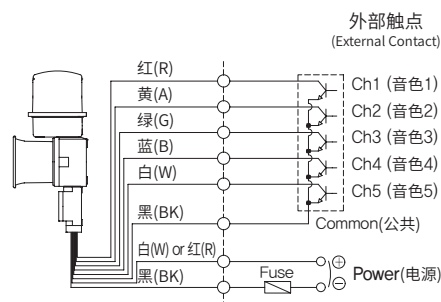 外部触点
(External Contact)
红(R)
Ch1 (音色1)
黄(A)
Ch2 (音色2)
绿(G)
Ch3 (音色3)
蓝(B)
Ch4 (音色4)
白(W)
Ch5 (音色5)
黑(BK)
Common(公共)
白(W) or 红(R)
黑(BK)
Fuse
⊕
⊖
Power(电源)